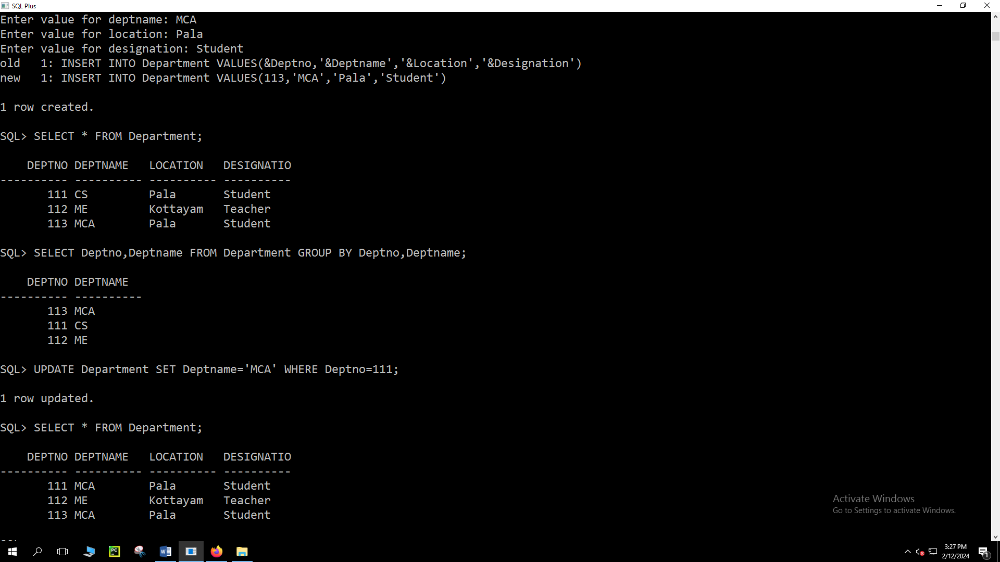 SQL Plus
Enter value for deptname: MCA
Enter value for location: Pala
Enter value for designation: Student
old   1: INSERT INTO Department VALUES(&Deptno,'&Deptname','&Location','&Designation')
new   1: INSERT INTO Department VALUES(113,'MCA','Pala','Student')
1 row created.
SQL> SELECT * FROM Department;
    DEPTNO DEPTNAME   LOCATION   DESIGNATIO
---------- ---------- ---------- ----------
       111 CS         Pala       Student
       112 ME         Kottayam   Teacher
       113 MCA        Pala       Student
SQL> SELECT Deptno,Deptname FROM Department GROUP BY Deptno,Deptname;
    DEPTNO DEPTNAME
---------- ----------
       113 MCA
       111 CS
       112 ME
SQL> UPDATE Department SET Deptname='MCA' WHERE Deptno=111;
1 row updated.
SQL> SELECT * FROM Department;
    DEPTNO DEPTNAME   LOCATION   DESIGNATIO
---------- ---------- ---------- ----------
       111 MCA        Pala       Student
       112 ME         Kottayam   Teacher
       113 MCA        Pala       Student
Activate Windows
Go to Settings to activate Windows.
PC
W
3:27 PM
2/12/2024
1